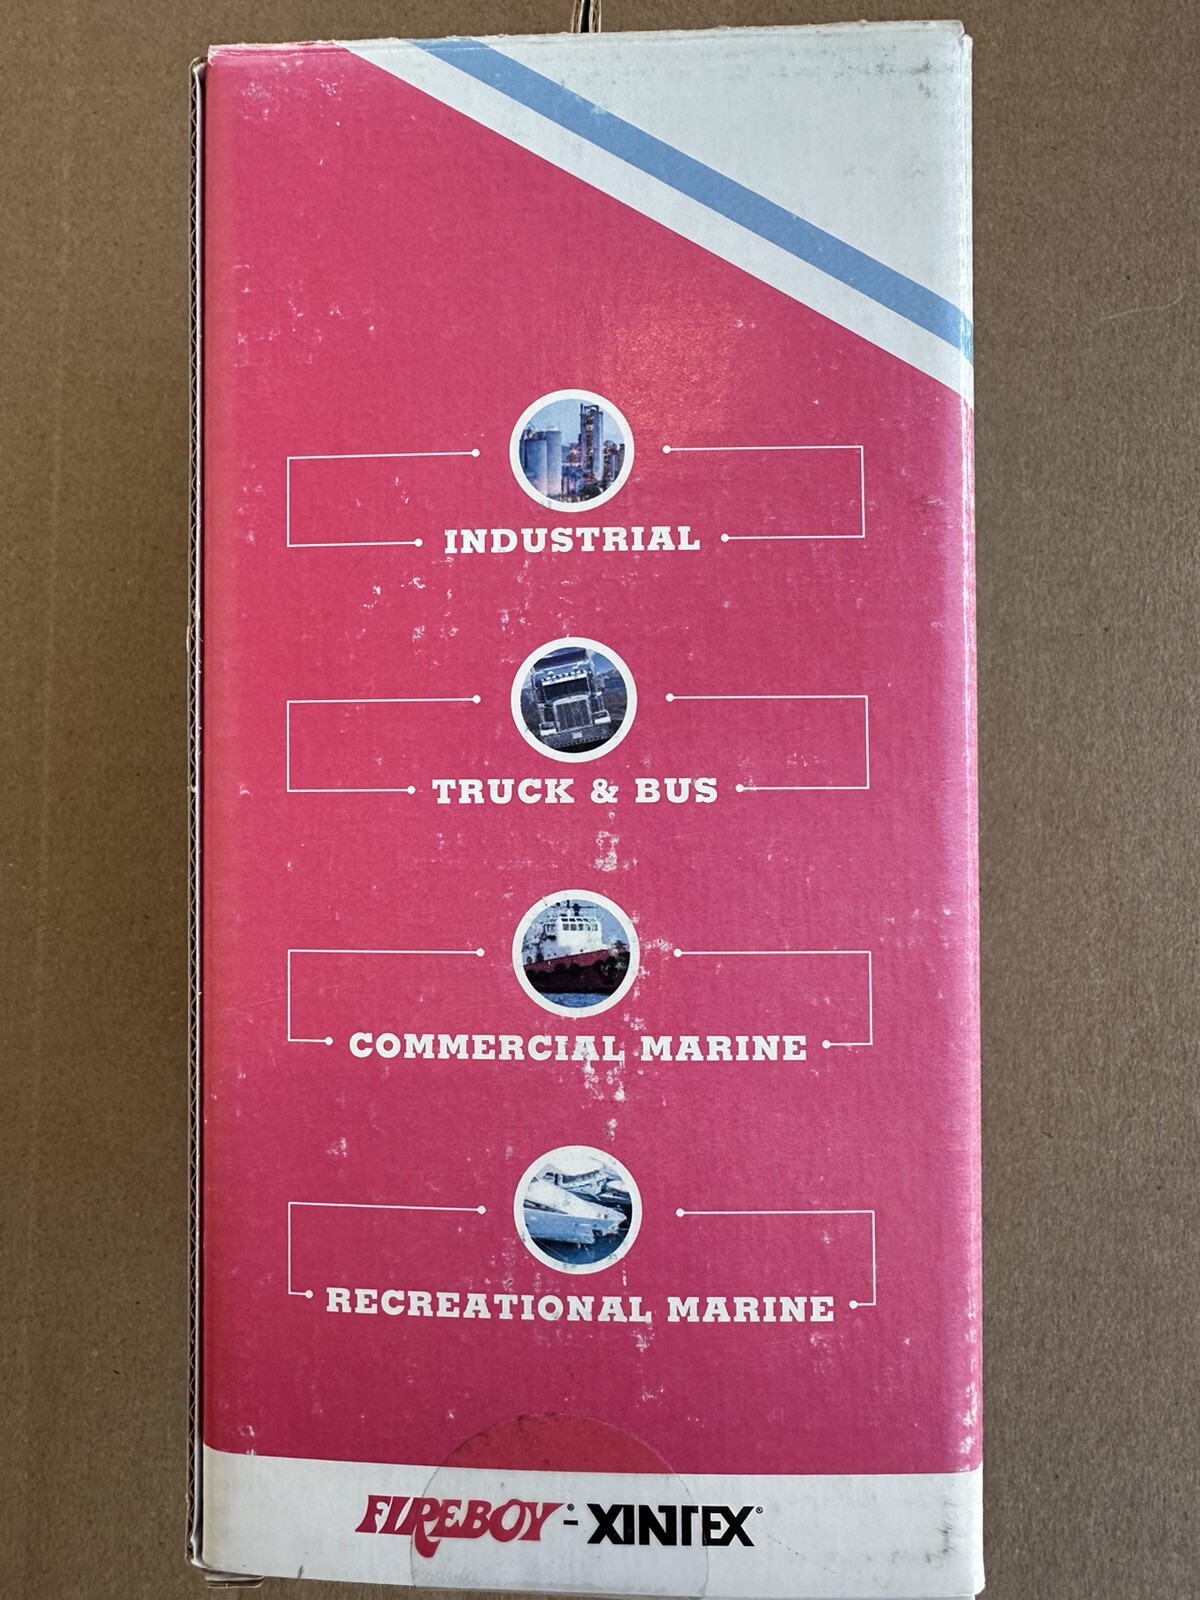 INDUSTRIAL
TRUCK & BUS
COMMERCIAL MARINE
RECREATIONAL MARINE
FIREBOY® - XINTEX®